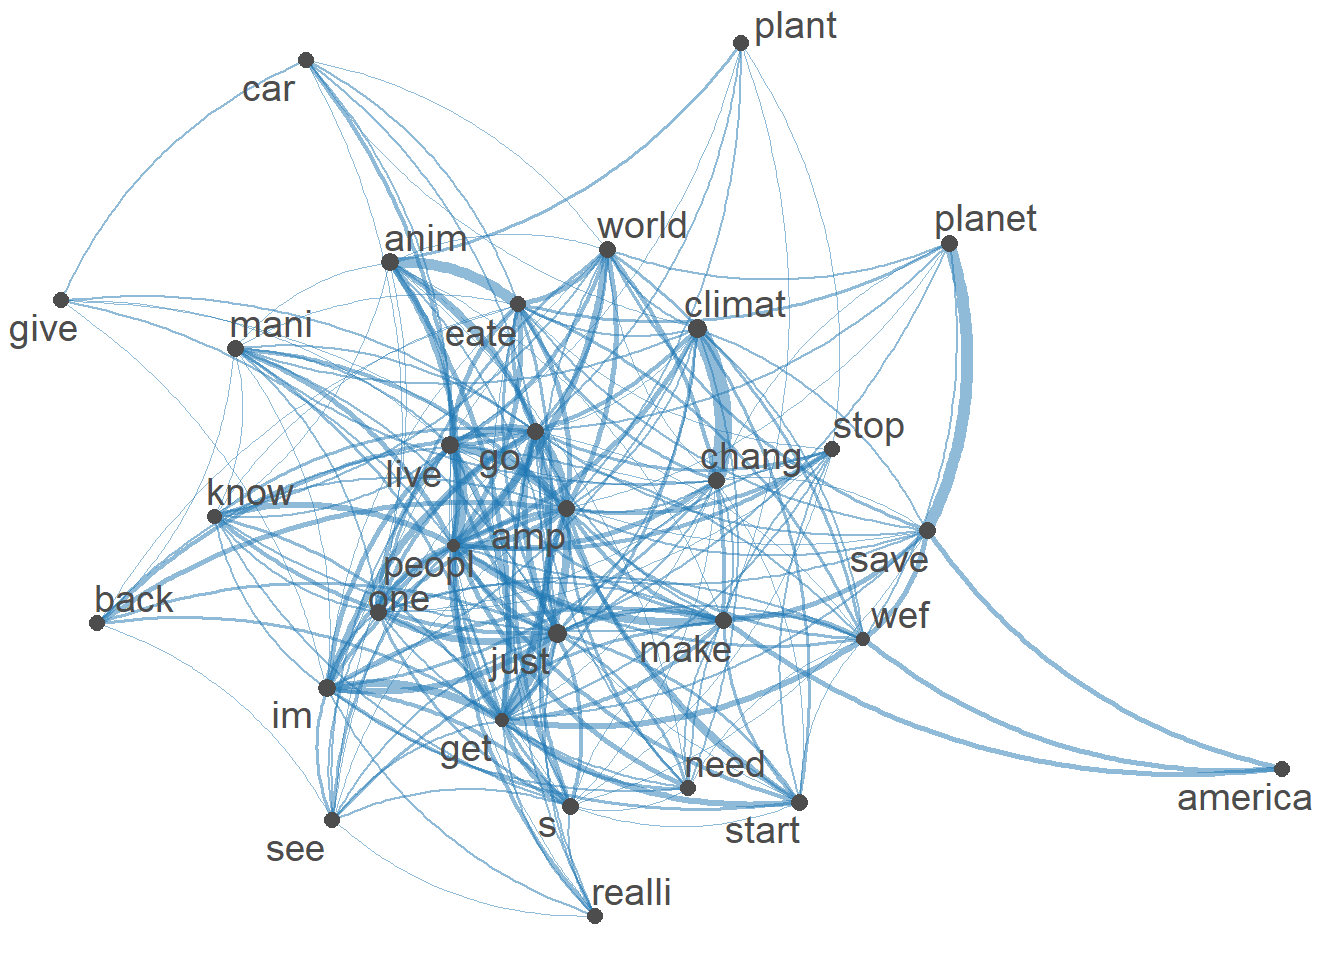 plant
car
planet
world
anim
climat
give
mani
eate
stop
chang
go
live
know
amp
save
peopl
back
one
wef
make
just
im
get
need
america
s
start
see
realli